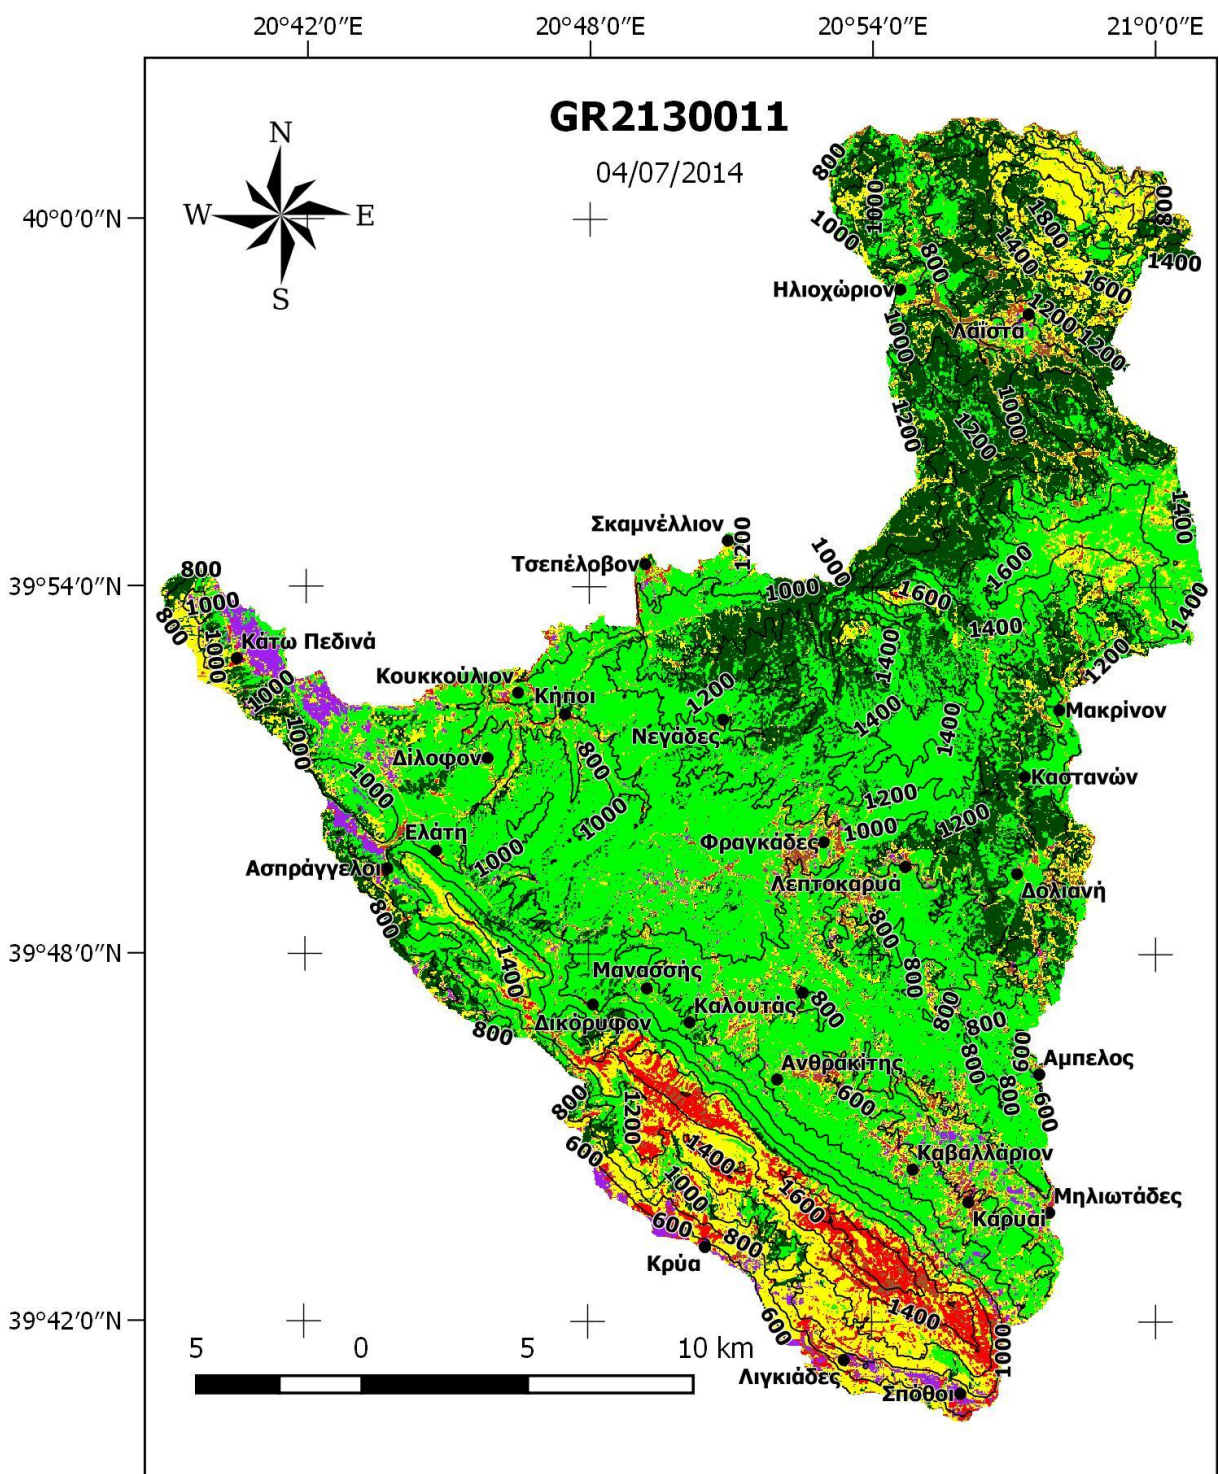 20°42′0″E 20°48′0″E 20°54′0″E 21°0′0″E
GR2130011
04/07/2014
N
W E
S
40°0′0″N
800
1000
1000
800
1800
1400
800
1400
1600
Ηλιοχώριον
1200
Λάϊστα
1000
1200
1200
1000
1200
1400
Σκαμνέλλιον
1200
Τσεπέλοβον
1000
1000
1600
1600
1400
39°54′0″N
800
1000
800
1000
Κάτω Πεδινά
1000
1000
Κουκκούλιον
Κήποι
1200
Νεγάδες
1400
1400
1400
1400
1200
Μακρίνον
Δίλοφον
800
1000
1000
Καστανών
1200
1000
1200
Ελάτη
1000
Φραγκάδες
Ασπράγγελοι
Λεπτοκαρυά
Δολιανή
800
800
39°48′0″N
1400
Μανασσής
800
Δικόρυφον
Καλουτάς
800
800
800
800
600
Αμπελος
800
800
600
Ανθρακίτης
600
800
1200
600
1400
Καβαλλάριον
1000
1600
Μηλιωτάδες
Καρυαί
600
800
Κρύα
1400
600
1000
39°42′0″N
5 0 5 10 km
Λιγκιάδες
Σπόθοι